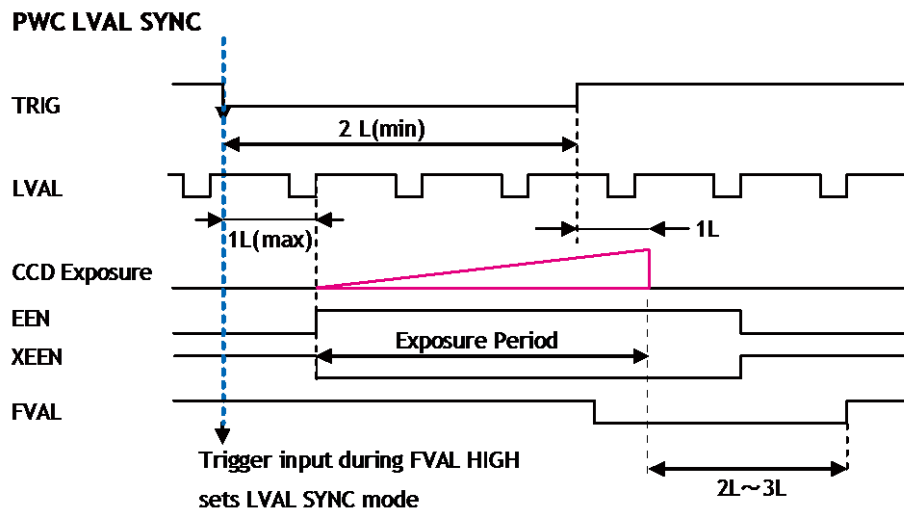 PWC LVAL SYNC
TRIG
2 L(min)
LVAL
1L(max)
1L
CCD Exposure
EEN
Exposure Period
XEEN
FVAL
Trigger input during FVAL HIGH
sets LVAL SYNC mode
2L～3L